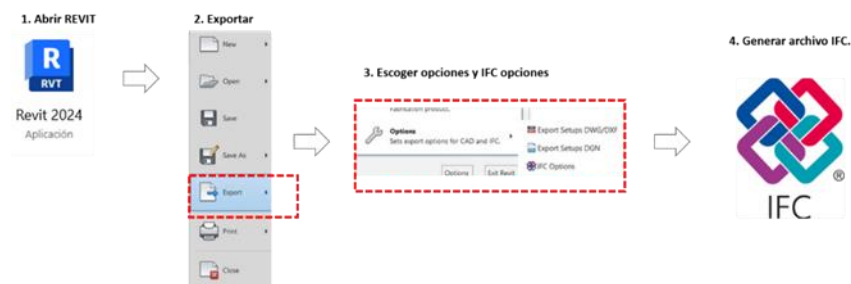 1. Abrir REVIT
R
RVT
Revit 2024
Aplicación
2. Exportar
New
Open
Save
Save As
Export
Print
Close
3. Escoger opciones y IFC opciones
Fabrication product.
Options
Sets export options for CAD and IFC.
Options
Exit Revit
Export Setups DWG/DXF
Export Setups DGN
IFC Options
4. Generar archivo IFC.
®
IFC